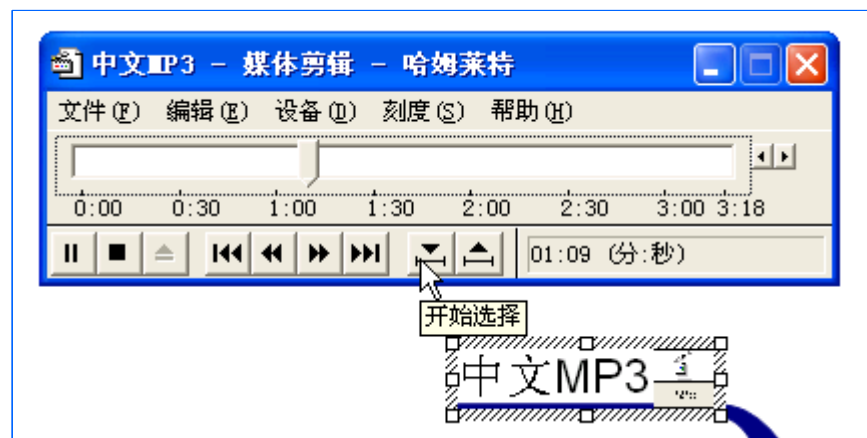 中文MP3 - 媒体剪辑 - 哈姆莱特
文件(F) 编辑(E) 设备(D) 刻度(S) 帮助(H)
0:00 0:30 1:00 1:30 2:00 2:30 3:00 3:18
01:09 (分:秒)
开始选择
中文MP3